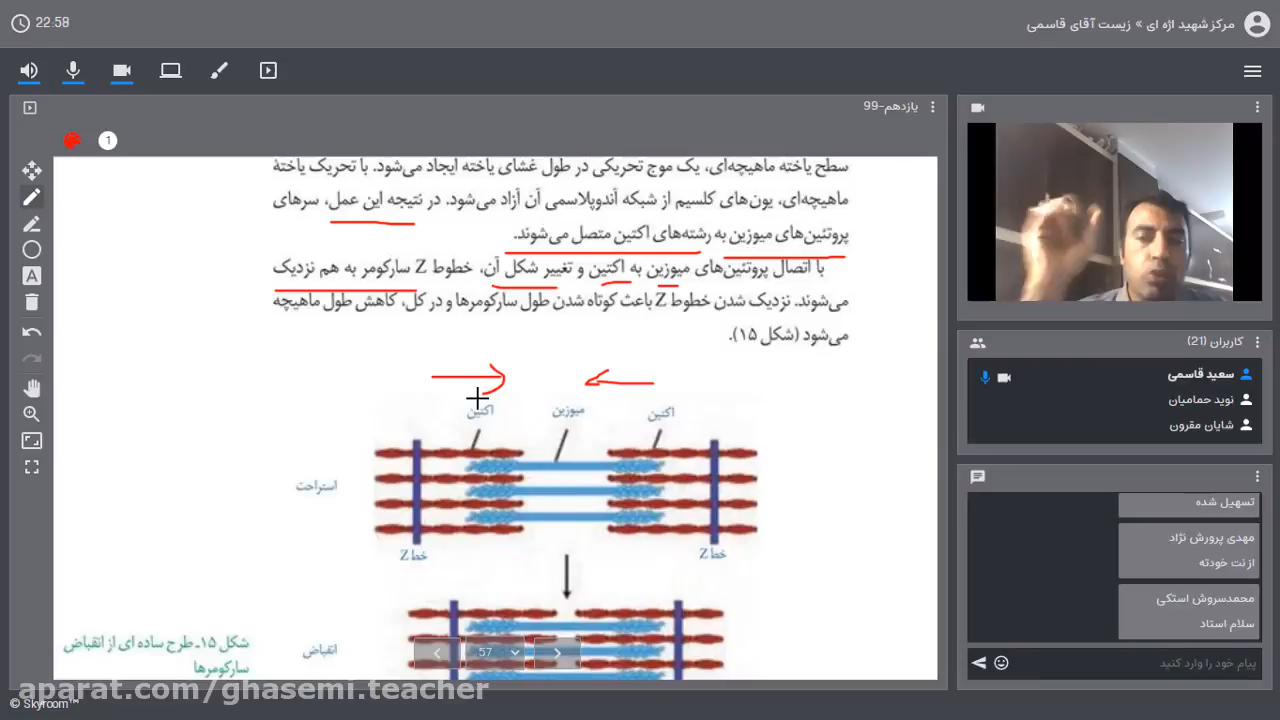 22.58
مرکز شهید اژه ای » زیست آقای قاسمی
یازدهم-99
1
سطح یاخته ماهیچه‌ای، یک موج تحریکی در طول غشای یاخته ایجاد می‌شود. با تحریک یاختهٔ
ماهیچه‌ای، یون‌های کلسیم از شبکه آندوپلاسمی آن آزاد می‌شود. در نتیجه این عمل، سرهای
پروتئین‌های میوزین به رشته‌های اکتین متصل می‌شوند.
با اتصال پروتئین‌های میوزین به اکتین و تغییر شکل آن، خطوط Z سارکومر به هم نزدیک
می‌شوند. نزدیک شدن خطوط Z باعث کوتاه شدن طول سارکومرها و در کل، کاهش طول ماهیچه
می‌شود (شکل ۱۵).
اکتین
میوزین
اکتین
استراحت
خط Z
خط Z
انقباض
شکل ۱۵ـ طرح ساده ای از انقباض
سارکومرها
57
کاربران (21)
سعید قاسمی
نوید حمامیان
شایان مقرون
تسهیل شده
مهدی پرورش نژاد
از نت خودته
محمدسروش استکی
سلام استاد
پیام خود را وارد کنید
aparat.com/ghasemi.teacher
© Skyroom™